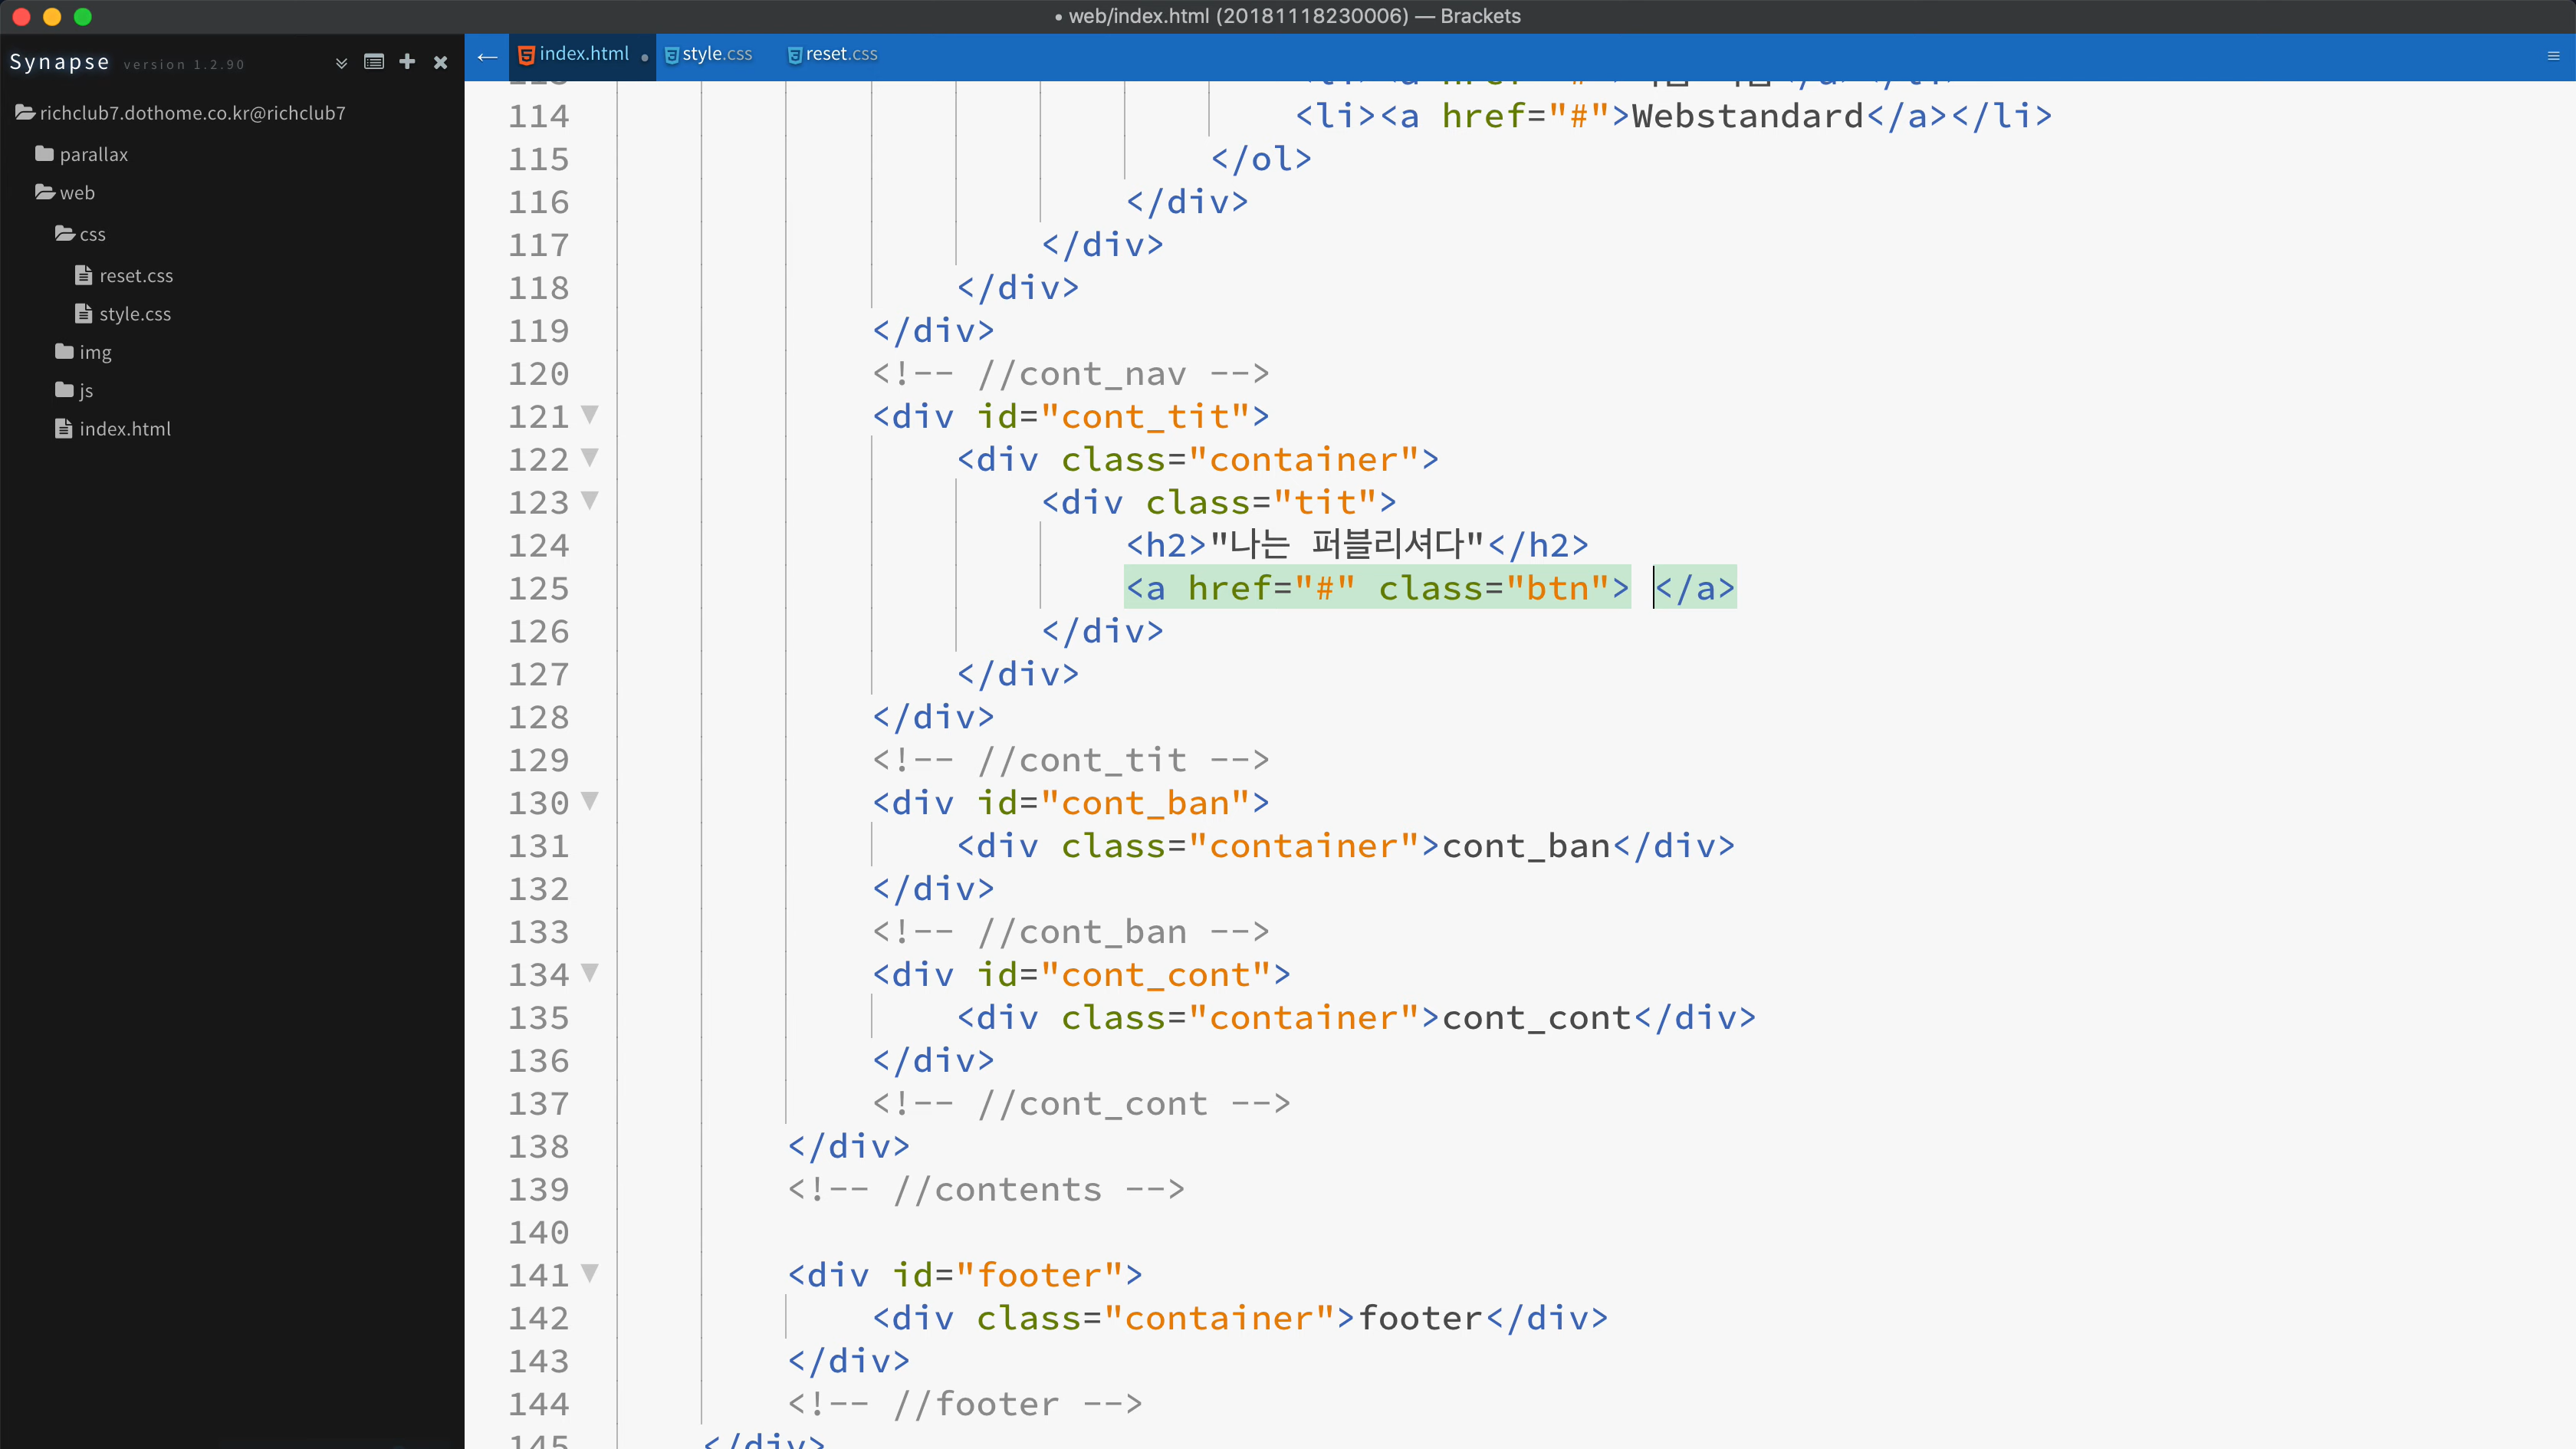 • web/index.html (20181118230006) — Brackets
Synapse version 1.2.90
← index.html • style.css reset.css
richclub7.dothome.co.kr@richclub7
parallax
web
css
reset.css
style.css
img
js
index.html
114 <li><a href="#">Webstandard</a></li>
115 </ol>
116 </div>
117 </div>
118 </div>
119 </div>
120 <!-- //cont_nav -->
121 <div id="cont_tit">
122 <div class="container">
123 <div class="tit">
124 <h2>"나는 퍼블리셔다"</h2>
125 <a href="#" class="btn"> </a>
126 </div>
127 </div>
128 </div>
129 <!-- //cont_tit -->
130 <div id="cont_ban">
131 <div class="container">cont_ban</div>
132 </div>
133 <!-- //cont_ban -->
134 <div id="cont_cont">
135 <div class="container">cont_cont</div>
136 </div>
137 <!-- //cont_cont -->
138 </div>
139 <!-- //contents -->
140
141 <div id="footer">
142 <div class="container">footer</div>
143 </div>
144 <!-- //footer -->
145 </div>